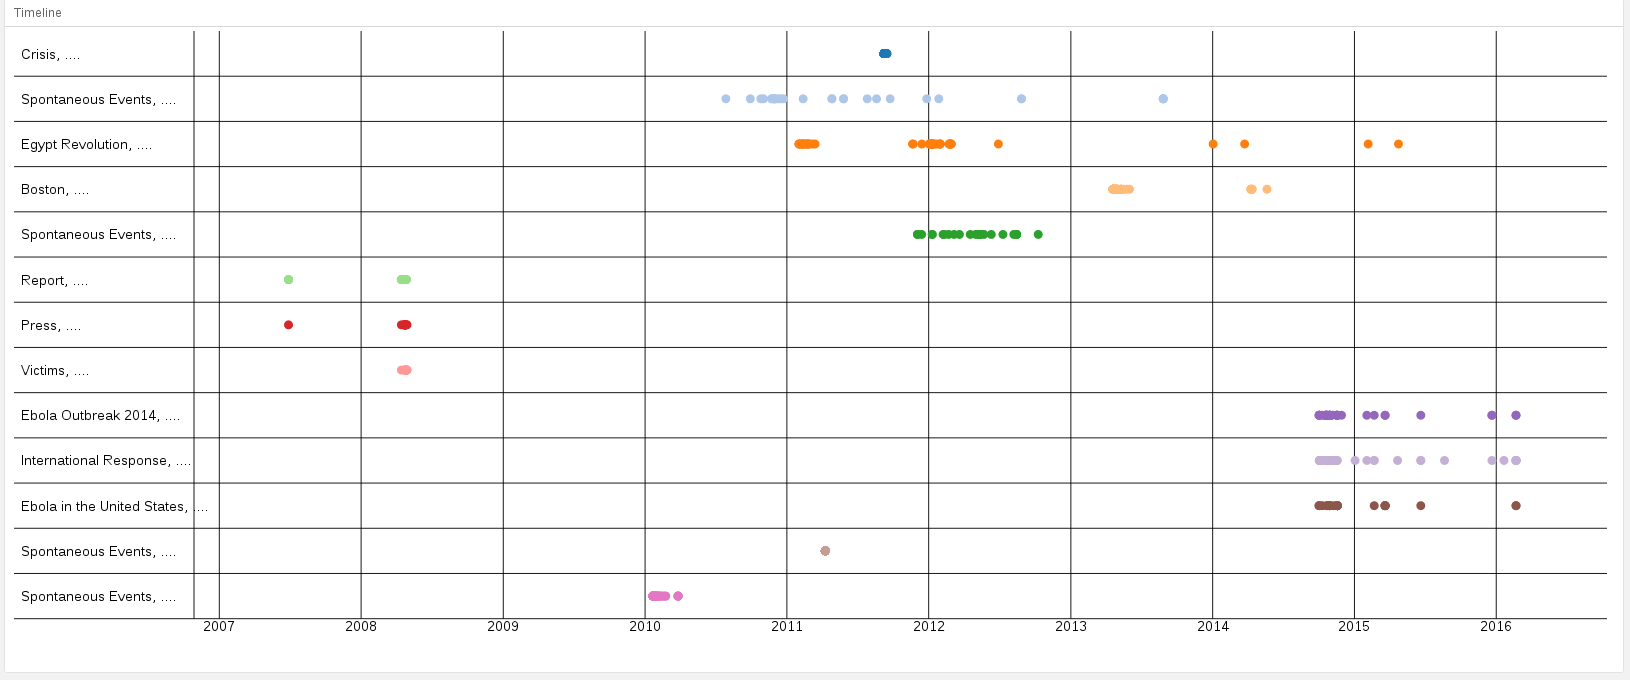 Timeline
Crisis, ....
Spontaneous Events, ....
Egypt Revolution, ....
Boston, ....
Spontaneous Events, ....
Report, ....
Press, ....
Victims, ....
Ebola Outbreak 2014, ....
International Response, ....
Ebola in the United States, ....
Spontaneous Events, ....
Spontaneous Events, ....
2007 2008 2009 2010 2011 2012 2013 2014 2015 2016